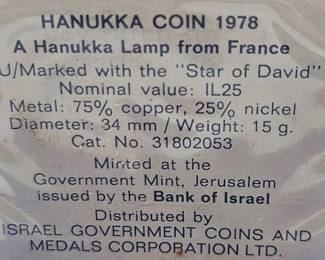 HANUKKA COIN 1978
A Hanukka Lamp from France
U/Marked with the "Star of David"
Nominal value: IL25
Metal: 75% copper, 25% nickel
Diameter: 34 mm / Weight: 15 g.
Cat. No. 31802053
Minted at the
Government Mint, Jerusalem
issued by the Bank of Israel
Distributed by
ISRAEL GOVERNMENT COINS AND
MEDALS CORPORATION LTD.